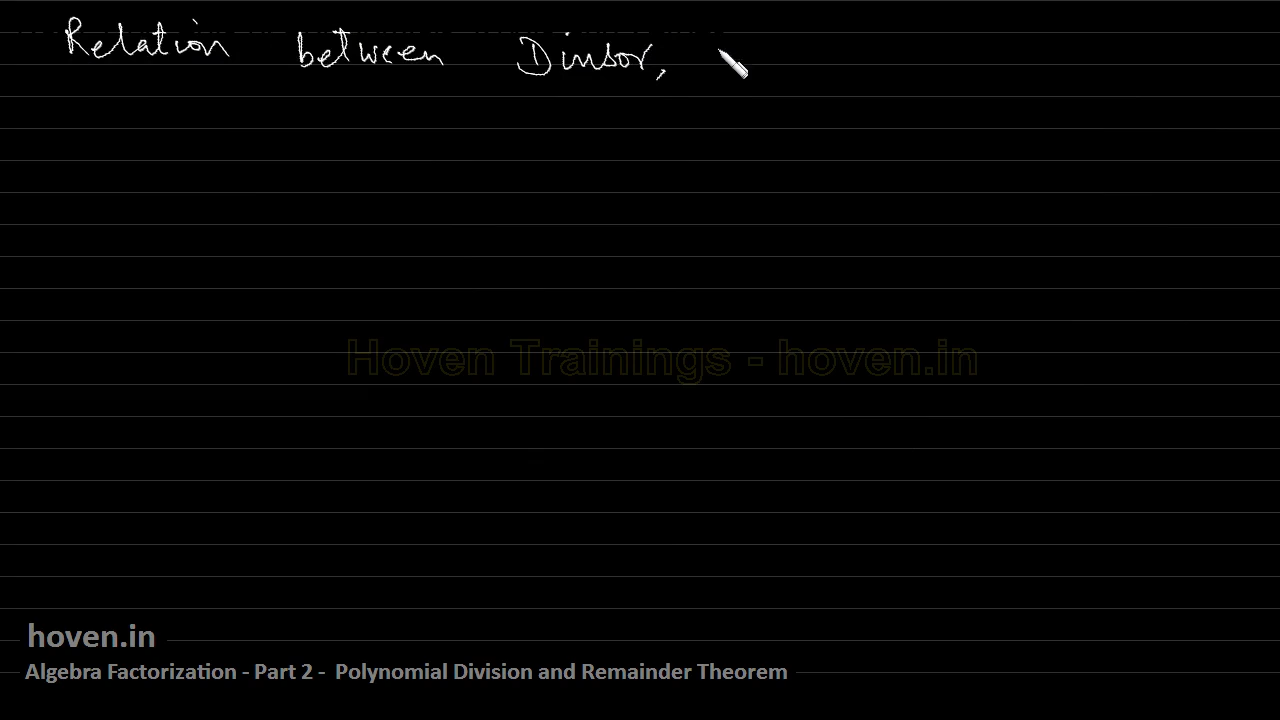 Relation between Divisor,
Hoven Trainings - hoven.in
hoven.in
Algebra Factorization - Part 2 - Polynomial Division and Remainder Theorem